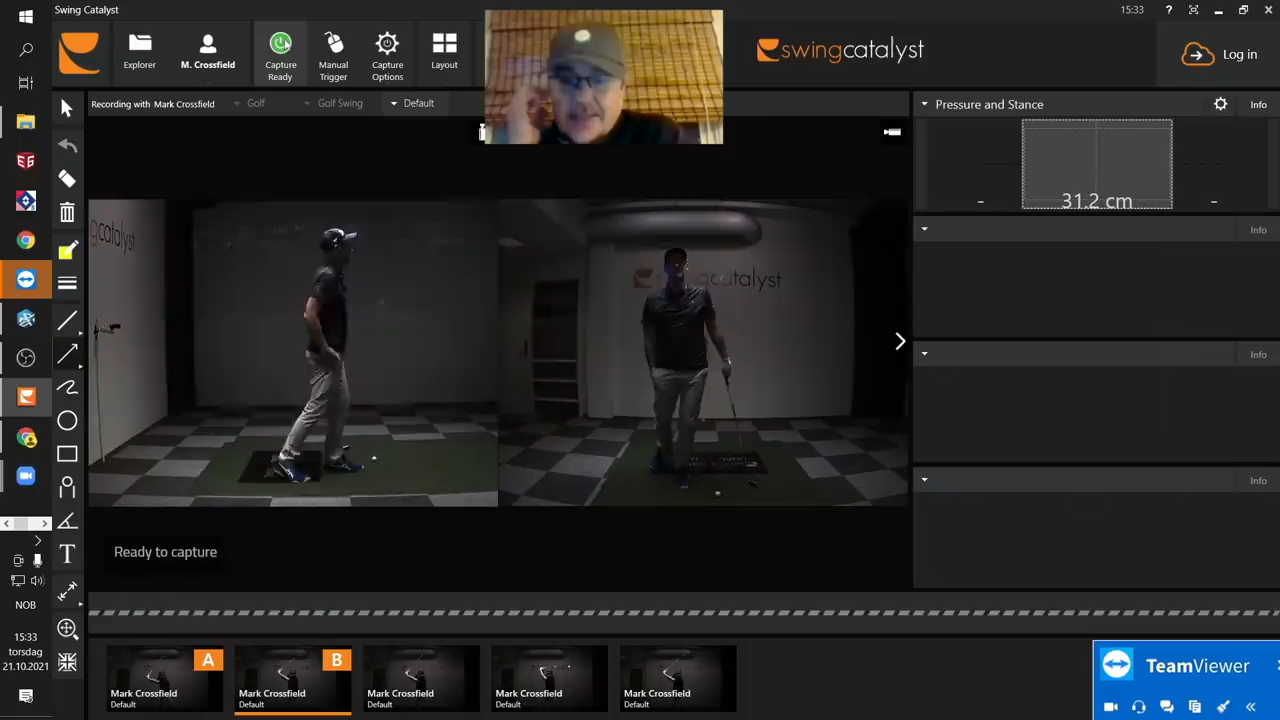 Swing Catalyst
15:33
Explorer
M. Crossfield
Capture
Ready
Manual
Trigger
Capture
Options
Layout
swingcatalyst
Log in
Recording with Mark Crossfield
Golf
Golf Swing
Default
Pressure and Stance
Info
31.2 cm
-
-
Info
Info
Info
gcatalyst
catalyst
Ready to capture
T
NOB
15:33
torsdag
21.10.2021
A
Mark Crossfield
Default
B
Mark Crossfield
Default
Mark Crossfield
Default
Mark Crossfield
Default
Mark Crossfield
Default
TeamViewer